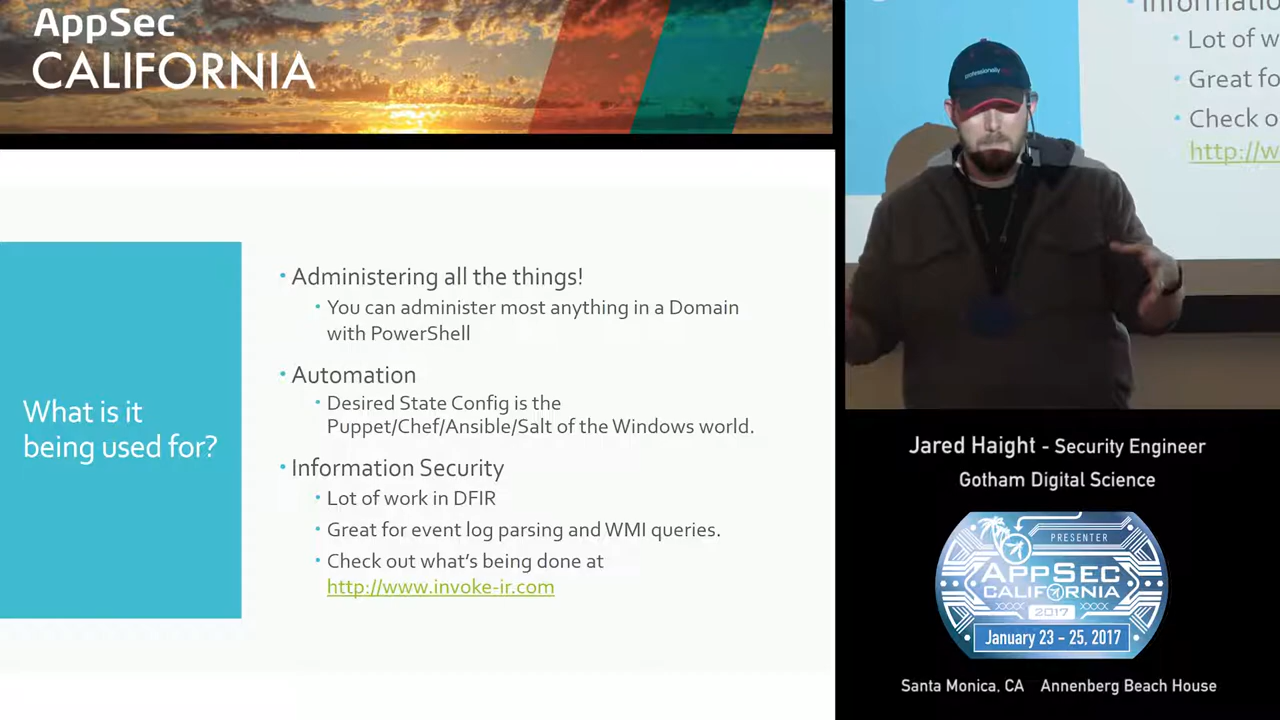 AppSec
CALIFORNIA
What is it
being used for?
• Administering all the things!
• You can administer most anything in a Domain
with PowerShell
• Automation
• Desired State Config is the
Puppet/Chef/Ansible/Salt of the Windows world.
• Information Security
• Lot of work in DFIR
• Great for event log parsing and WMI queries.
• Check out what's being done at
http://www.invoke-ir.com
• Lot of w
• Great fo
• Check o
http://w
professionally
Jared Haight - Security Engineer
Gotham Digital Science
PRESENTER
APPSEC
CALIFORNIA
2017
January 23 - 25, 2017
Santa Monica, CA Annenberg Beach House